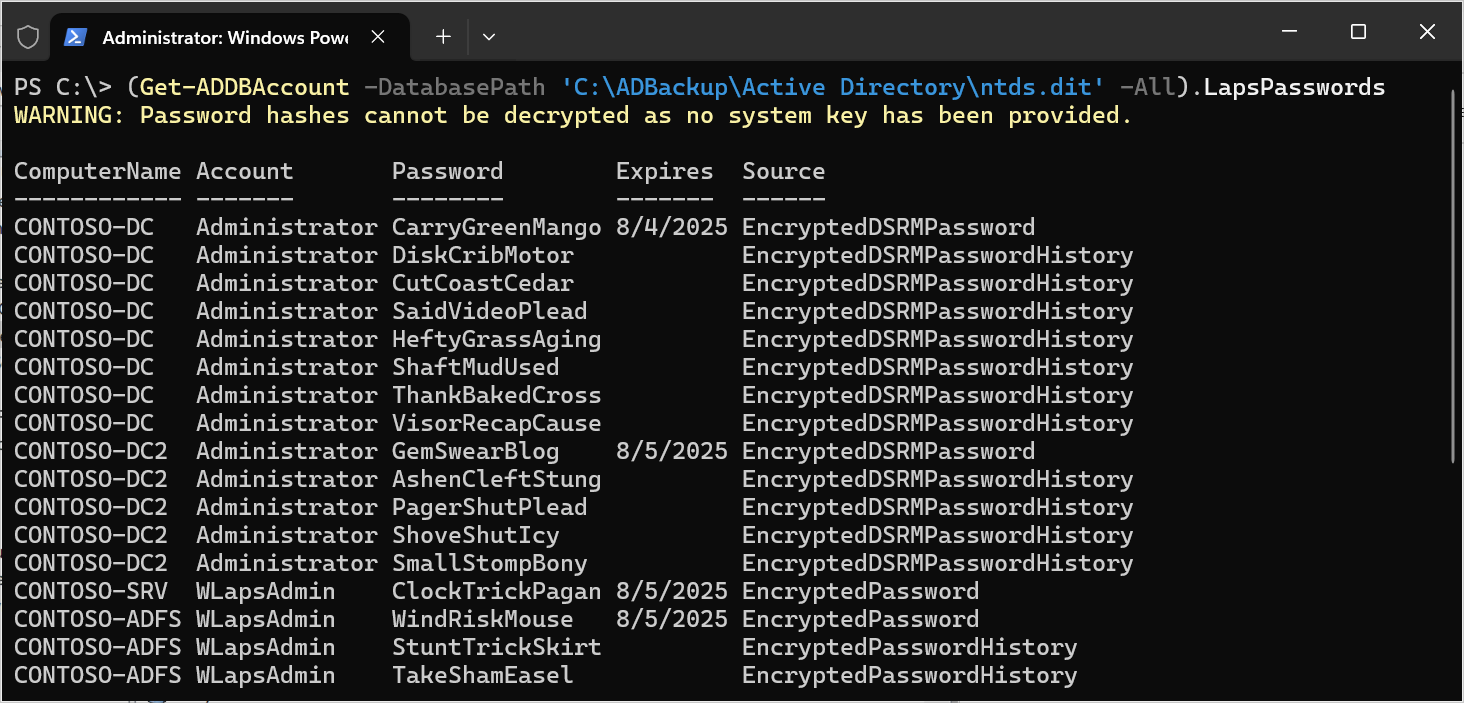 Administrator: Windows Powe
PS C:\> (Get-ADDBAccount -DatabasePath 'C:\ADBackup\Active Directory\ntds.dit' -All).LapsPasswords
WARNING: Password hashes cannot be decrypted as no system key has been provided.
ComputerName Account Password Expires Source
------------ ------- -------- ------- ------
CONTOSO-DC Administrator CarryGreenMango 8/4/2025 EncryptedDSRMPassword
CONTOSO-DC Administrator DiskCribMotor EncryptedDSRMPasswordHistory
CONTOSO-DC Administrator CutCoastCedar EncryptedDSRMPasswordHistory
CONTOSO-DC Administrator SaidVideoPlead EncryptedDSRMPasswordHistory
CONTOSO-DC Administrator HeftyGrassAging EncryptedDSRMPasswordHistory
CONTOSO-DC Administrator ShaftMudUsed EncryptedDSRMPasswordHistory
CONTOSO-DC Administrator ThankBakedCross EncryptedDSRMPasswordHistory
CONTOSO-DC Administrator VisorRecapCause EncryptedDSRMPasswordHistory
CONTOSO-DC2 Administrator GemSwearBlog 8/5/2025 EncryptedDSRMPassword
CONTOSO-DC2 Administrator AshenCleftStung EncryptedDSRMPasswordHistory
CONTOSO-DC2 Administrator PagerShutPlead EncryptedDSRMPasswordHistory
CONTOSO-DC2 Administrator ShoveShutIcy EncryptedDSRMPasswordHistory
CONTOSO-DC2 Administrator SmallStompBony EncryptedDSRMPasswordHistory
CONTOSO-SRV WLapsAdmin ClockTrickPagan 8/5/2025 EncryptedPassword
CONTOSO-ADFS WLapsAdmin WindRiskMouse 8/5/2025 EncryptedPassword
CONTOSO-ADFS WLapsAdmin StuntTrickSkirt EncryptedPasswordHistory
CONTOSO-ADFS WLapsAdmin TakeShamEasel EncryptedPasswordHistory